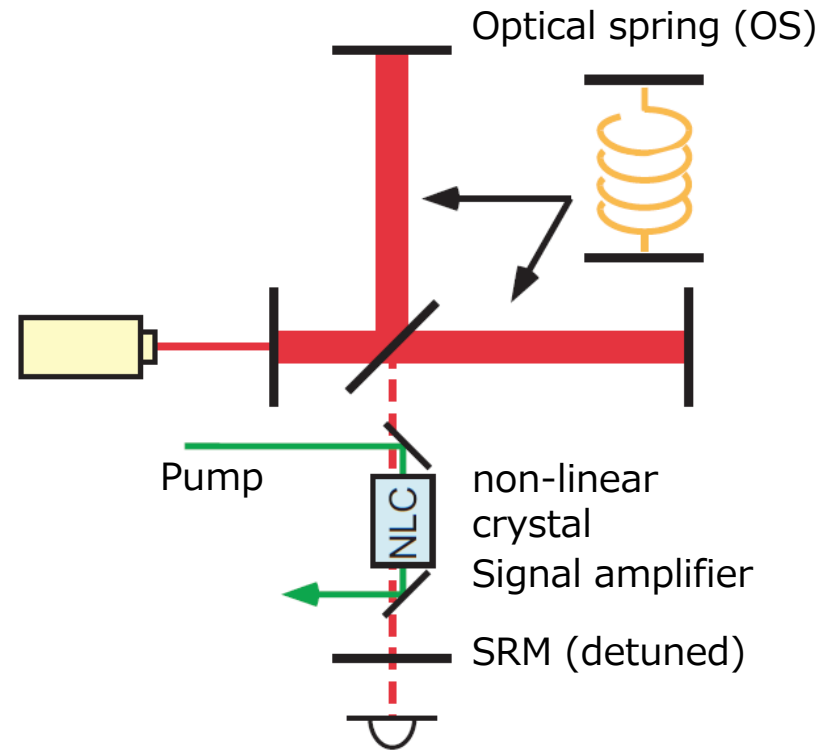 Optical spring (OS)
Pump
NLC
non-linear
crystal
Signal amplifier
SRM (detuned)